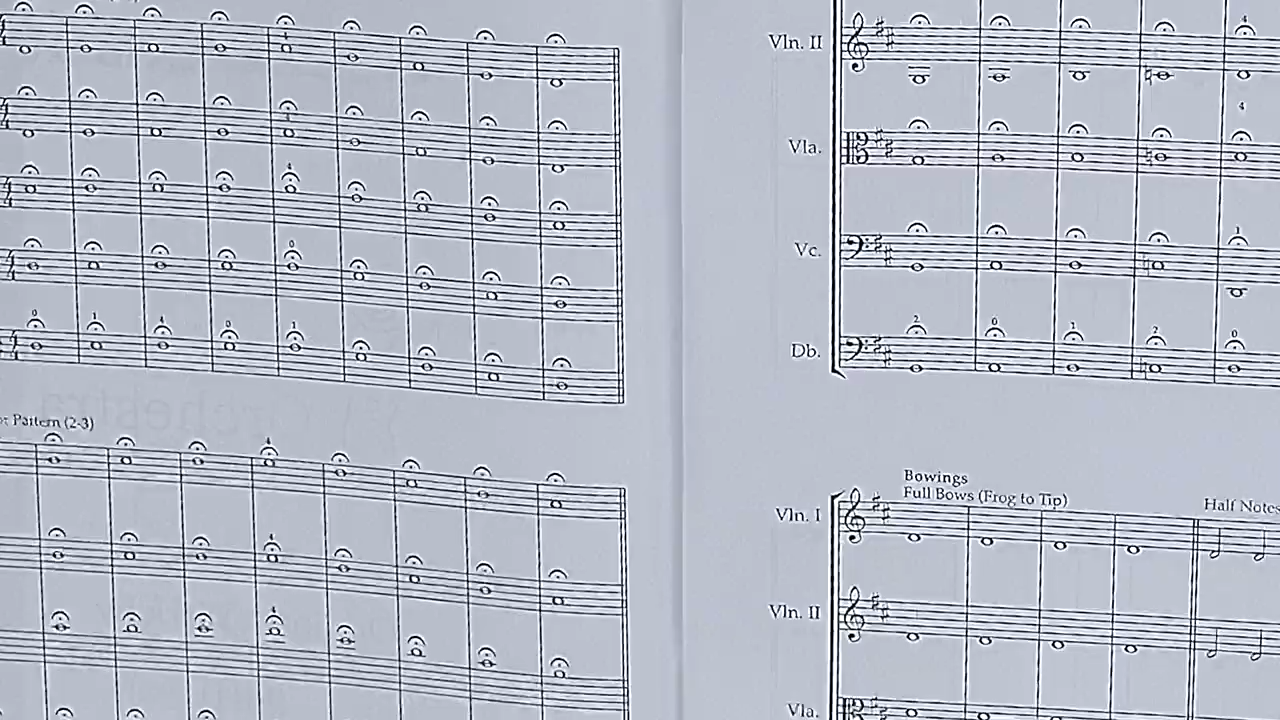 Pattern (2-3)
Vln. II
Vla.
Vc.
Db.
Bowings
Full Bows (Frog to Tip)
Half Notes
Vln. I
Vln. II
Vla.